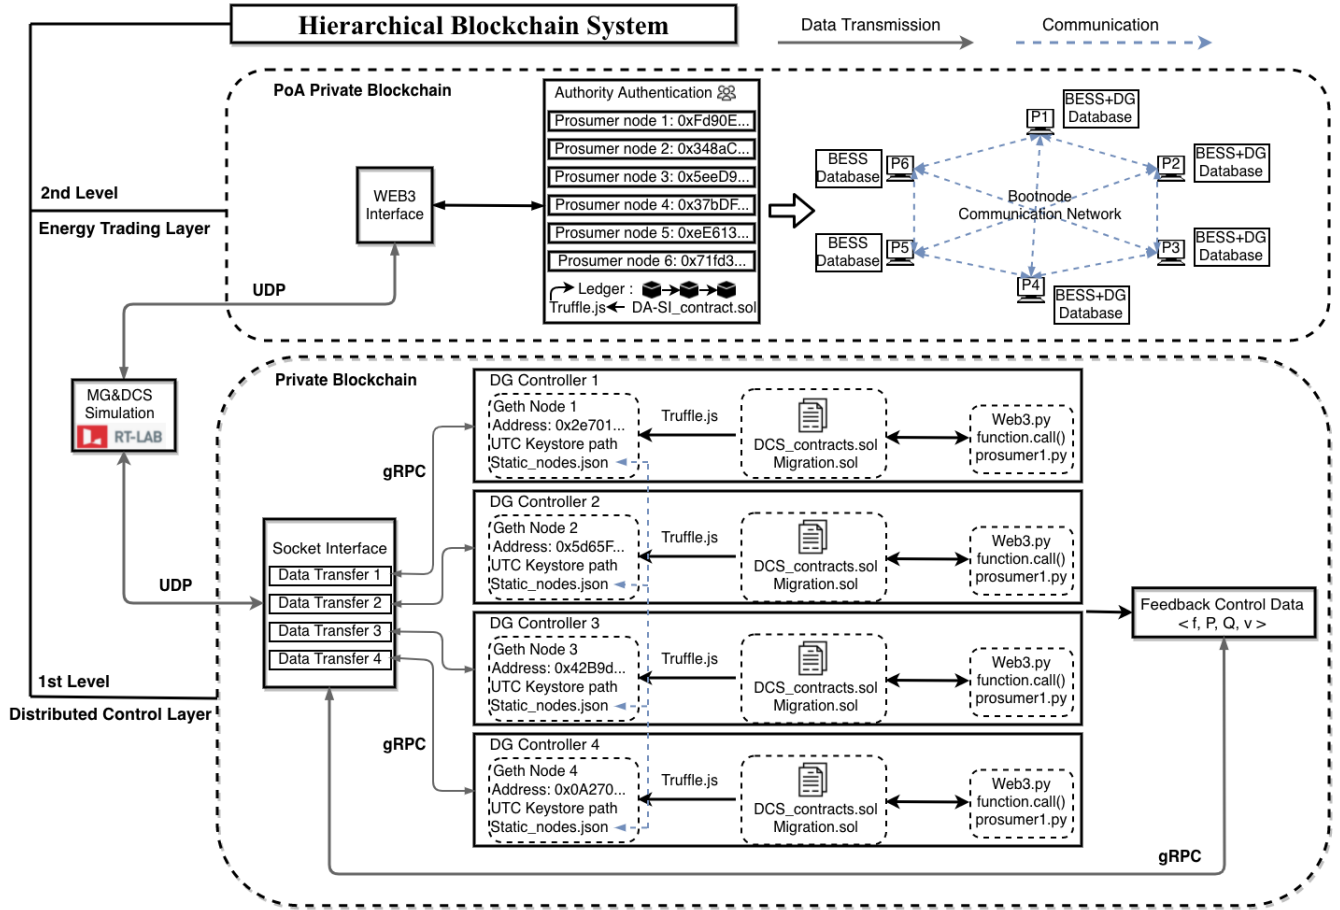 Hierarchical Blockchain System
Data Transmission
Communication
PoA Private Blockchain
2nd Level
Energy Trading Layer
WEB3
Interface
UDP
Authority Authentication
Prosumer node 1: 0xFd90E...
Prosumer node 2: 0x348aC...
Prosumer node 3: 0x5eeD9...
Prosumer node 4: 0x37bDF...
Prosumer node 5: 0xeE613...
Prosumer node 6: 0x71fd3...
Ledger :
Truffle.js
DA-SI_contract.sol
P1
BESS+DG
Database
P6
BESS
Database
P2
BESS+DG
Database
Bootnode
Communication Network
P5
BESS
Database
P3
BESS+DG
Database
P4
BESS+DG
Database
MG&DCS
Simulation
RT-LAB
UDP
1st Level
Distributed Control Layer
Private Blockchain
Socket Interface
Data Transfer 1
Data Transfer 2
Data Transfer 3
Data Transfer 4
gRPC
gRPC
DG Controller 1
Geth Node 1
Address: 0x2e701...
UTC Keystore path
Static_nodes.json
Truffle.js
DCS_contracts.sol
Migration.sol
Web3.py
function.call()
prosumer1.py
DG Controller 2
Geth Node 2
Address: 0x5d65F...
UTC Keystore path
Static_nodes.json
Truffle.js
DCS_contracts.sol
Migration.sol
Web3.py
function.call()
prosumer1.py
DG Controller 3
Geth Node 3
Address: 0x42B9d...
UTC Keystore path
Static_nodes.json
Truffle.js
DCS_contracts.sol
Migration.sol
Web3.py
function.call()
prosumer1.py
DG Controller 4
Geth Node 4
Address: 0x0A270...
UTC Keystore path
Static_nodes.json
Truffle.js
DCS_contracts.sol
Migration.sol
Web3.py
function.call()
prosumer1.py
Feedback Control Data
< f, P, Q, v >
gRPC